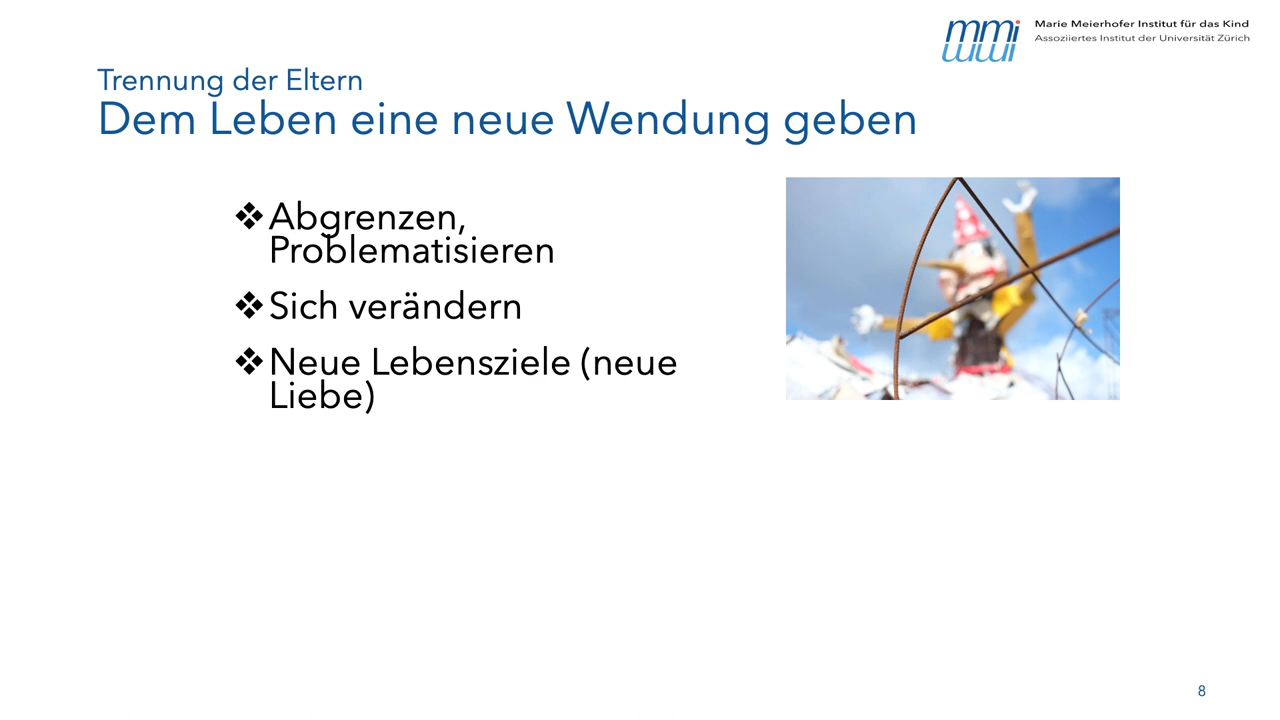 mmi
Marie Meierhofer Institut für das Kind
Assoziiertes Institut der Universität Zürich
Trennung der Eltern
Dem Leben eine neue Wendung geben
❖Abgrenzen,
Problematisieren
❖Sich verändern
❖Neue Lebensziele (neue
Liebe)
8